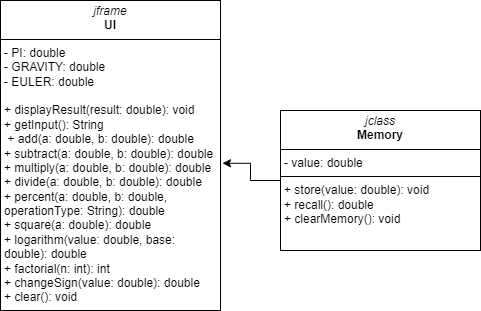 jframe
UI
- PI: double
- GRAVITY: double
- EULER: double
+ displayResult(result: double): void
+ getInput(): String
+ add(a: double, b: double): double
+ subtract(a: double, b: double): double
+ multiply(a: double, b: double): double
+ divide(a: double, b: double): double
+ percent(a: double, b: double,
operationType: String): double
+ square(a: double): double
+ logarithm(value: double, base:
double): double
+ factorial(n: int): int
+ changeSign(value: double): double
+ clear(): void
jclass
Memory
- value: double
+ store(value: double): void
+ recall(): double
+ clearMemory(): void